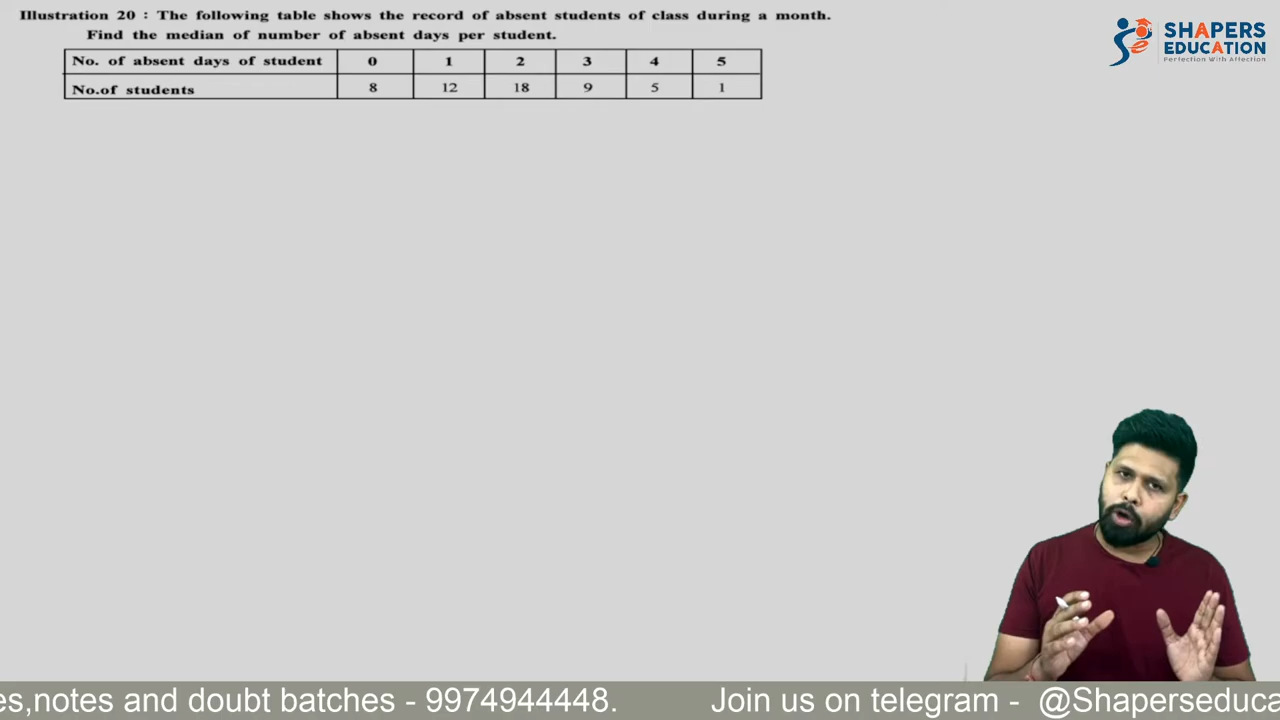 Illustration 20 : The following table shows the record of absent students of class during a month.
Find the median of number of absent days per student.
No. of absent days of student 0 1 2 3 4 5
No.of students 8 12 18 9 5 1
SHAPERS
EDUCATION
Perfection With Affection
es,notes and doubt batches - 9974944448. Join us on telegram - @Shaperseduca